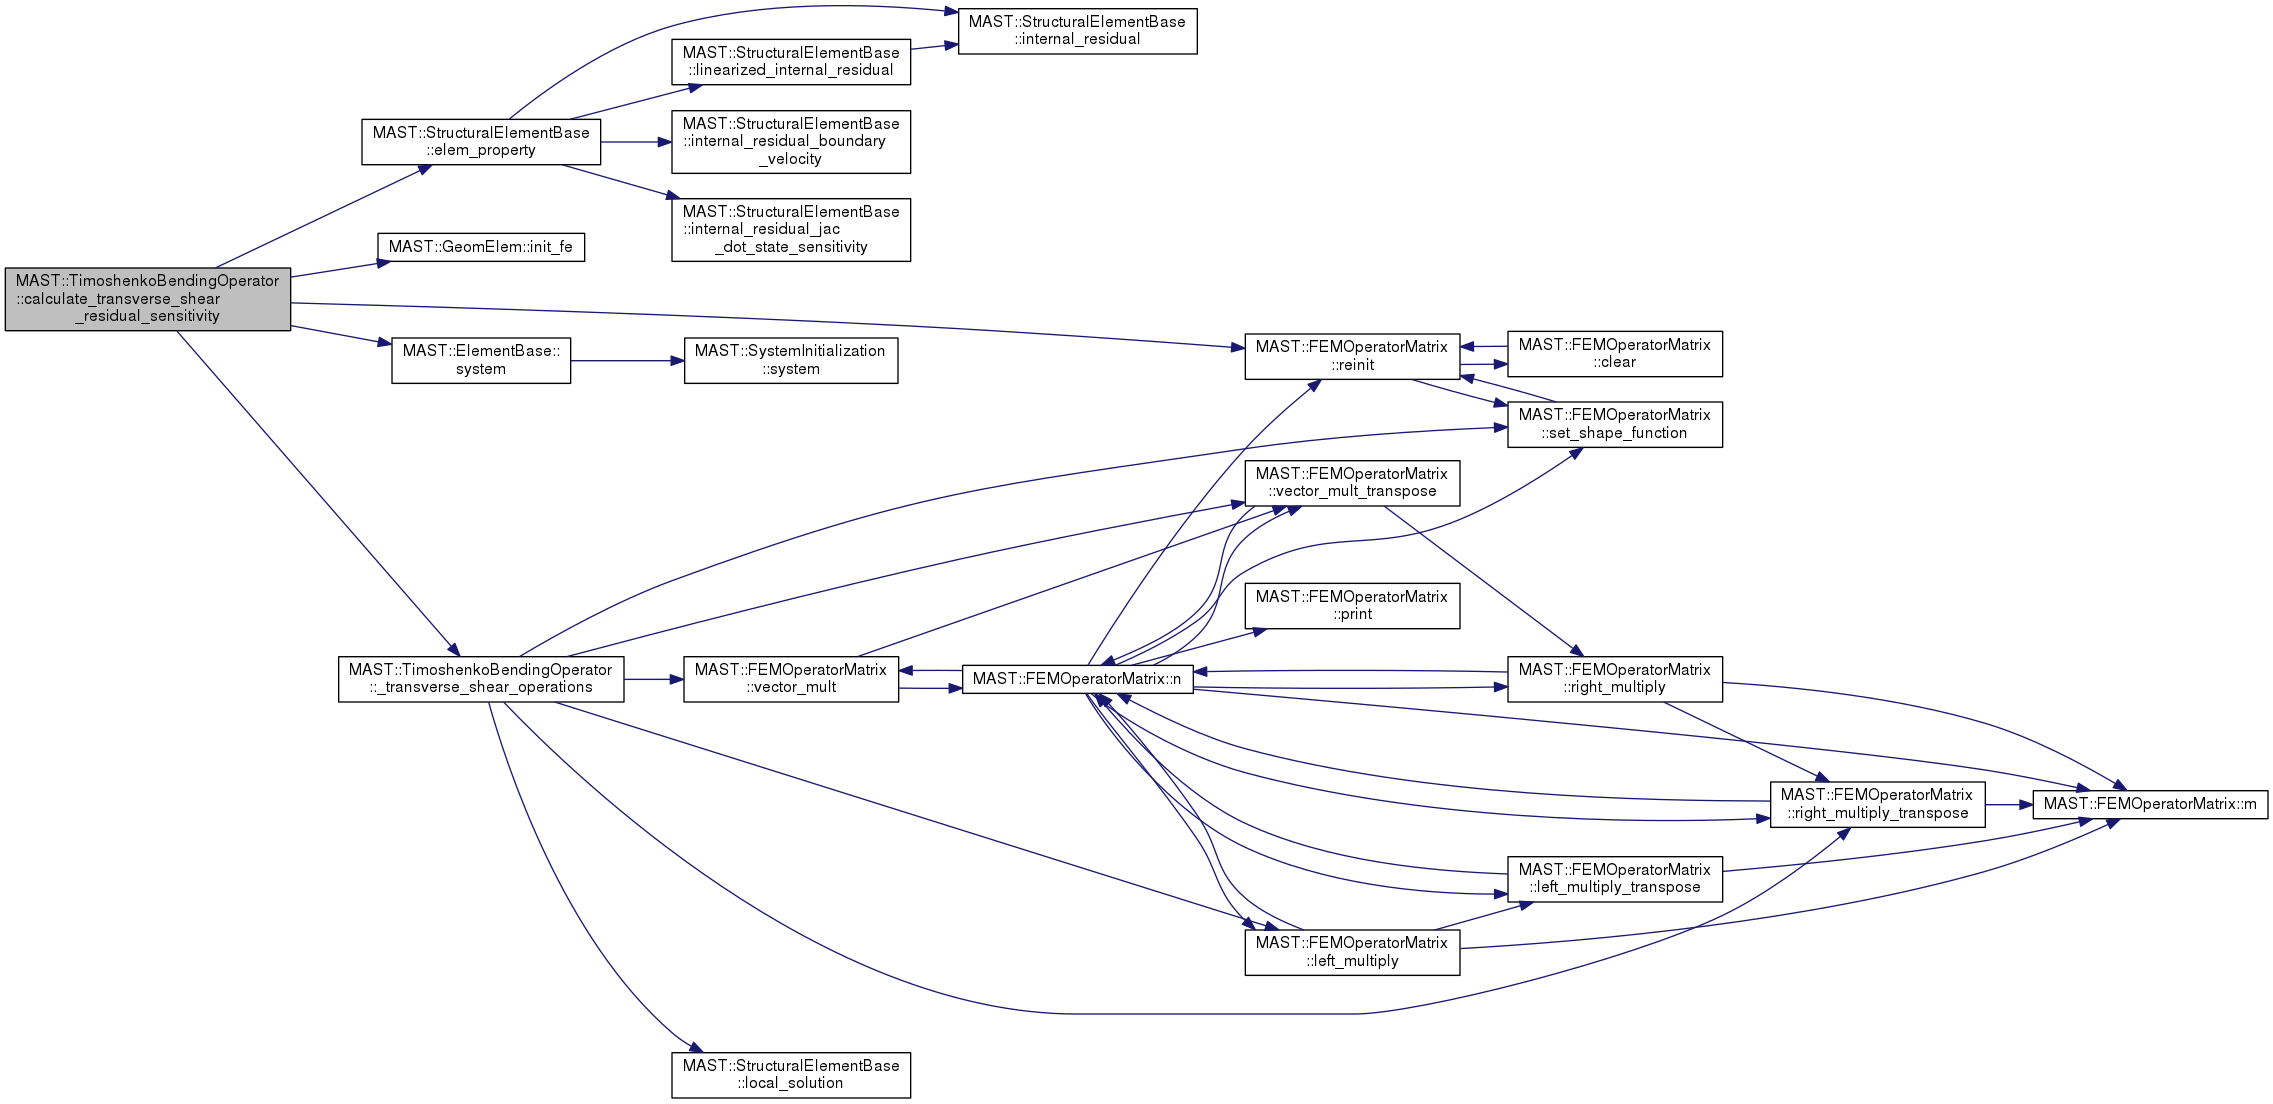 MAST::TimoshenkoBendingOperator
::calculate_transverse_shear
_residual_sensitivity
MAST::StructuralElementBase
::elem_property
MAST::GeomElem::init_fe
MAST::ElementBase::
system
MAST::TimoshenkoBendingOperator
::_transverse_shear_operations
MAST::StructuralElementBase
::linearized_internal_residual
MAST::StructuralElementBase
::internal_residual_boundary
_velocity
MAST::StructuralElementBase
::internal_residual_jac
_dot_state_sensitivity
MAST::SystemInitialization
::system
MAST::FEMOperatorMatrix
::vector_mult
MAST::StructuralElementBase
::local_solution
MAST::StructuralElementBase
::internal_residual
MAST::FEMOperatorMatrix::n
MAST::FEMOperatorMatrix
::reinit
MAST::FEMOperatorMatrix
::vector_mult_transpose
MAST::FEMOperatorMatrix
::print
MAST::FEMOperatorMatrix
::left_multiply
MAST::FEMOperatorMatrix
::clear
MAST::FEMOperatorMatrix
::set_shape_function
MAST::FEMOperatorMatrix
::right_multiply
MAST::FEMOperatorMatrix
::left_multiply_transpose
MAST::FEMOperatorMatrix
::right_multiply_transpose
MAST::FEMOperatorMatrix::m